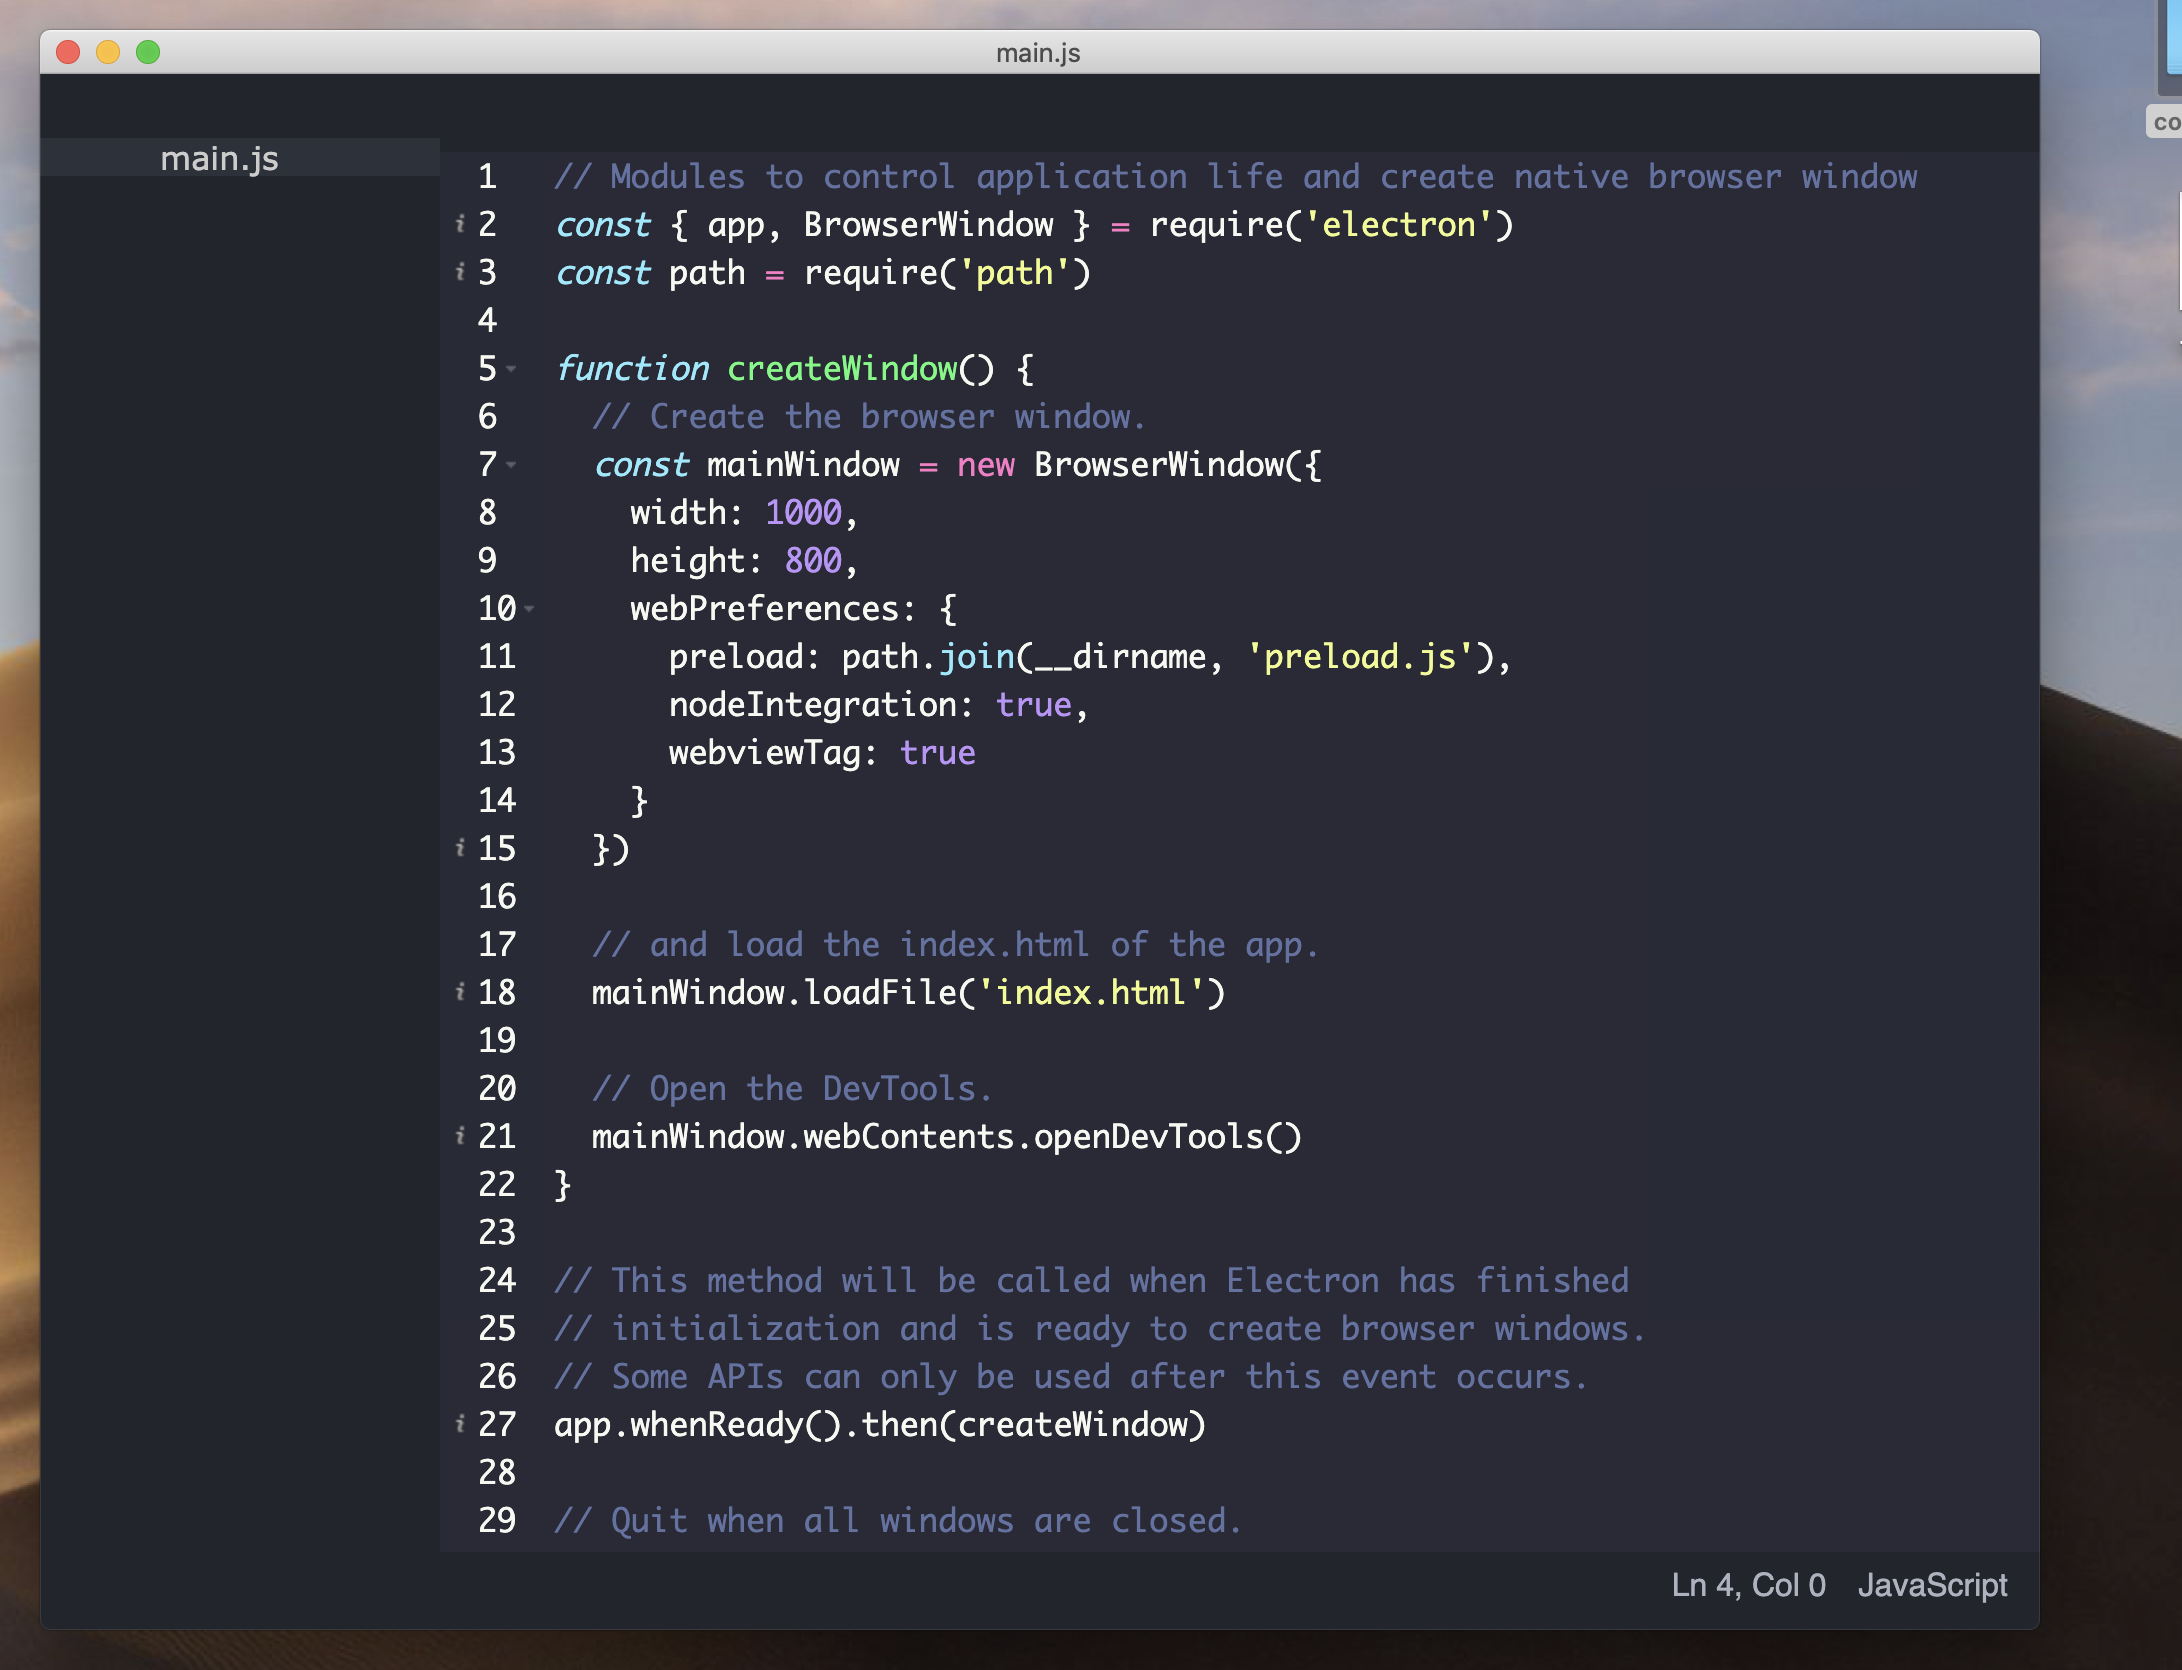 main.js
co
main.js
1 // Modules to control application life and create native browser window
i 2 const { app, BrowserWindow } = require('electron')
i 3 const path = require('path')
4
5 function createWindow() {
6   // Create the browser window.
7   const mainWindow = new BrowserWindow({
8     width: 1000,
9     height: 800,
10     webPreferences: {
11       preload: path.join(__dirname, 'preload.js'),
12       nodeIntegration: true,
13       webviewTag: true
14     }
i 15   })
16
17   // and load the index.html of the app.
i 18   mainWindow.loadFile('index.html')
19
20   // Open the DevTools.
i 21   mainWindow.webContents.openDevTools()
22 }
23
24 // This method will be called when Electron has finished
25 // initialization and is ready to create browser windows.
26 // Some APIs can only be used after this event occurs.
i 27 app.whenReady().then(createWindow)
28
29 // Quit when all windows are closed.
Ln 4, Col 0 JavaScript